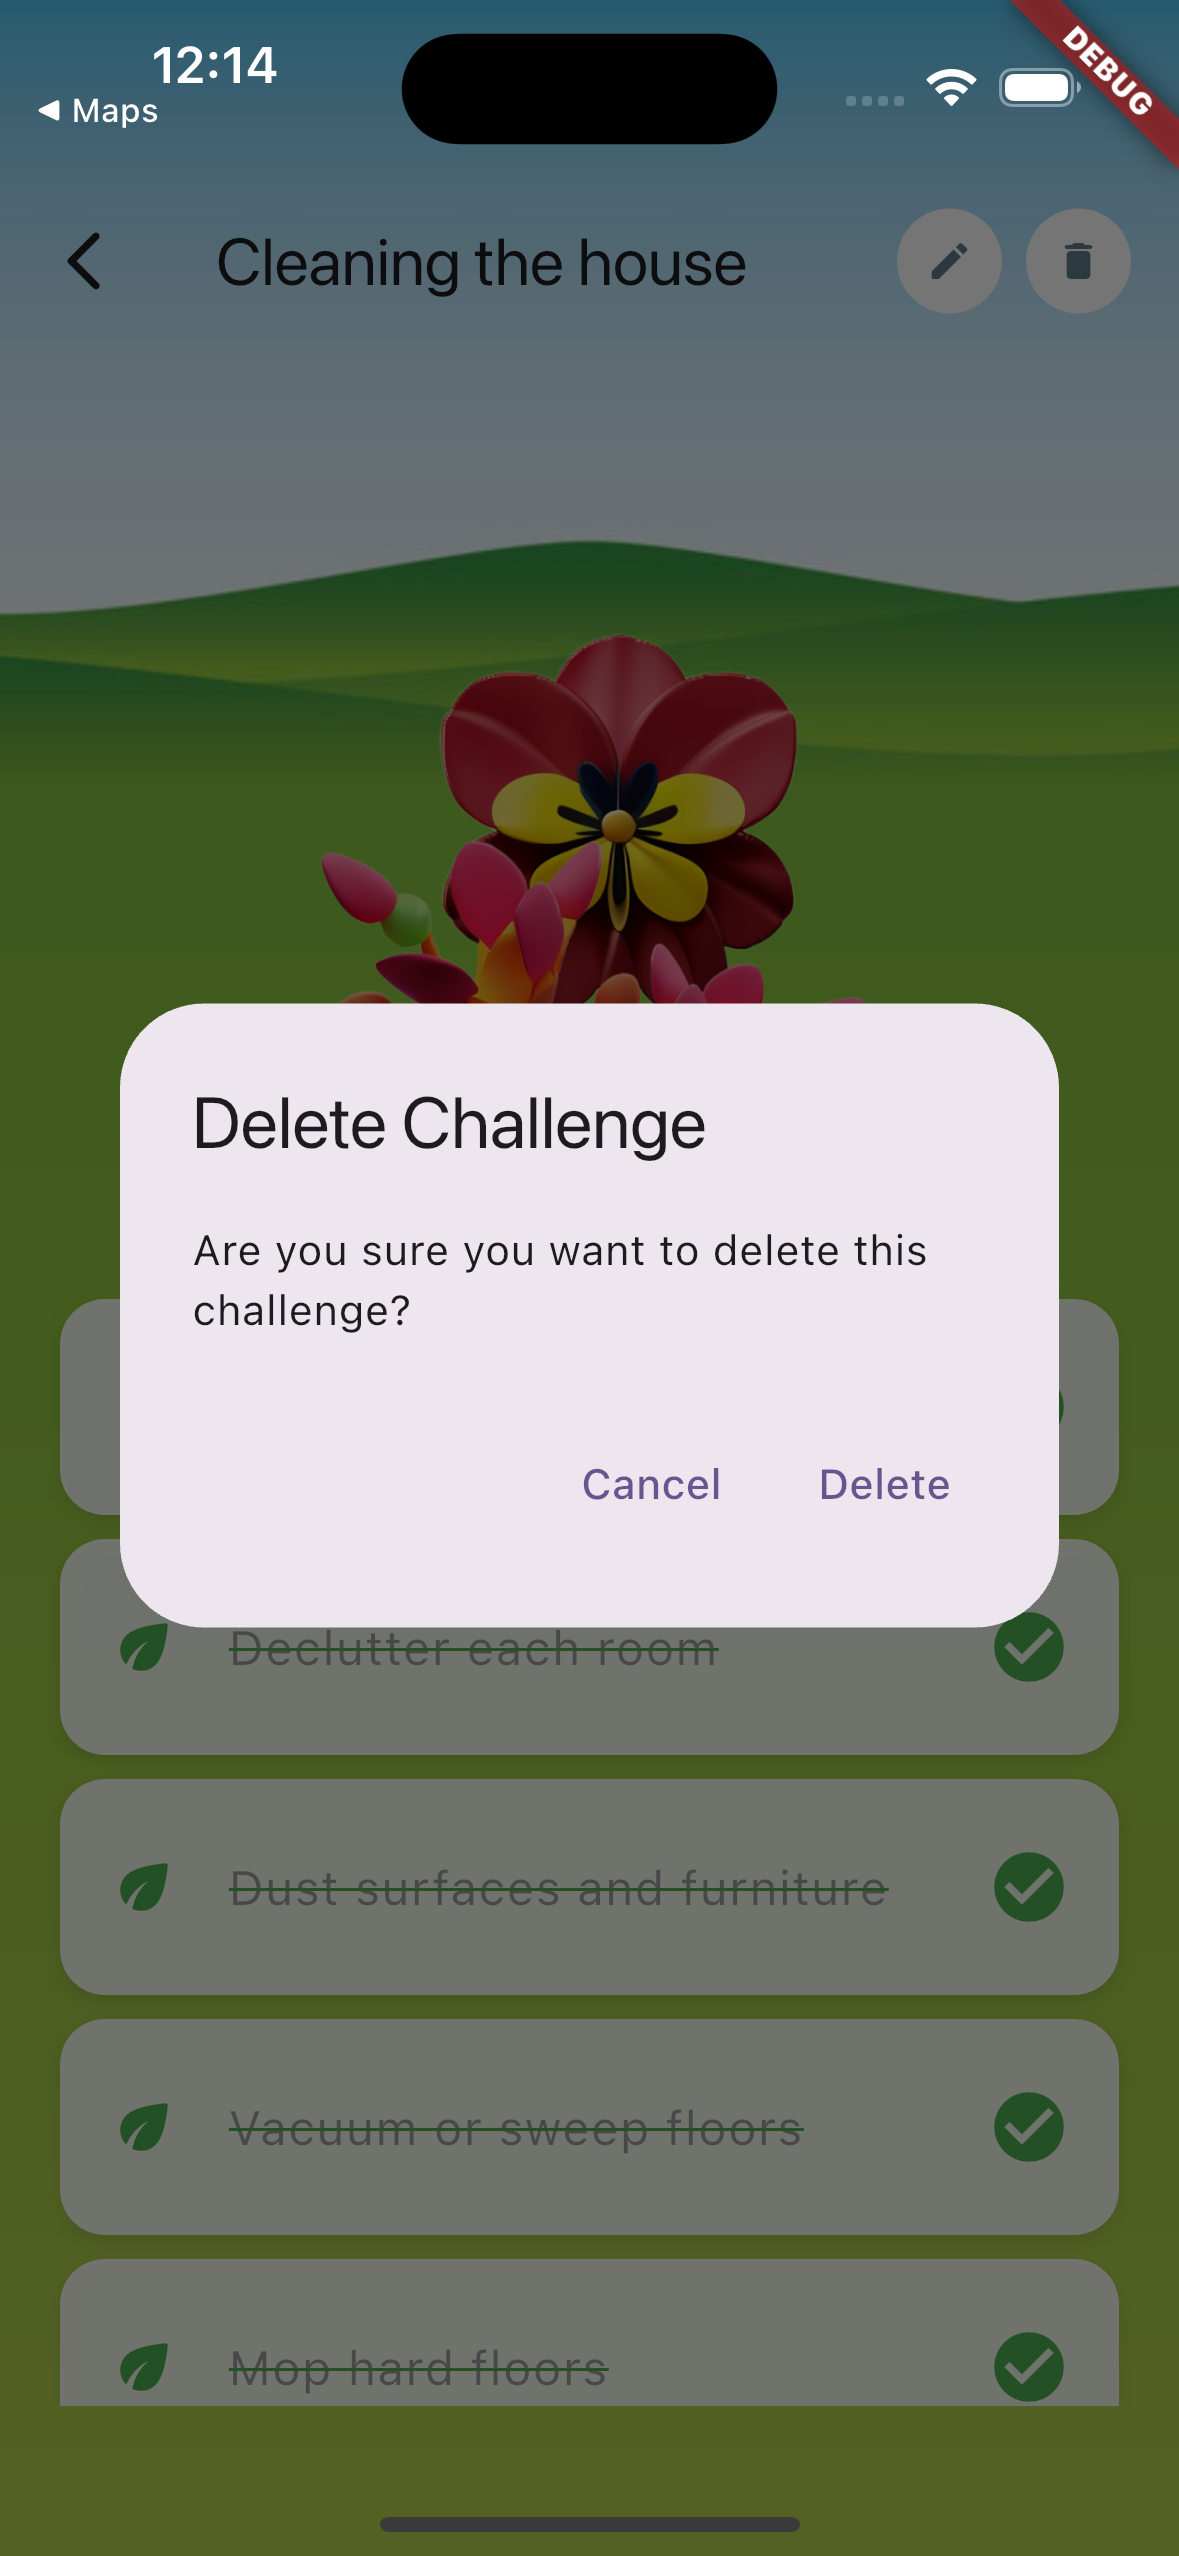 12:14
Maps
DEBUG
Cleaning the house
Delete Challenge
Are you sure you want to delete this
challenge?
Cancel
Delete
Declutter each room
Dust surfaces and furniture
Vacuum or sweep floors
Mop hard floors